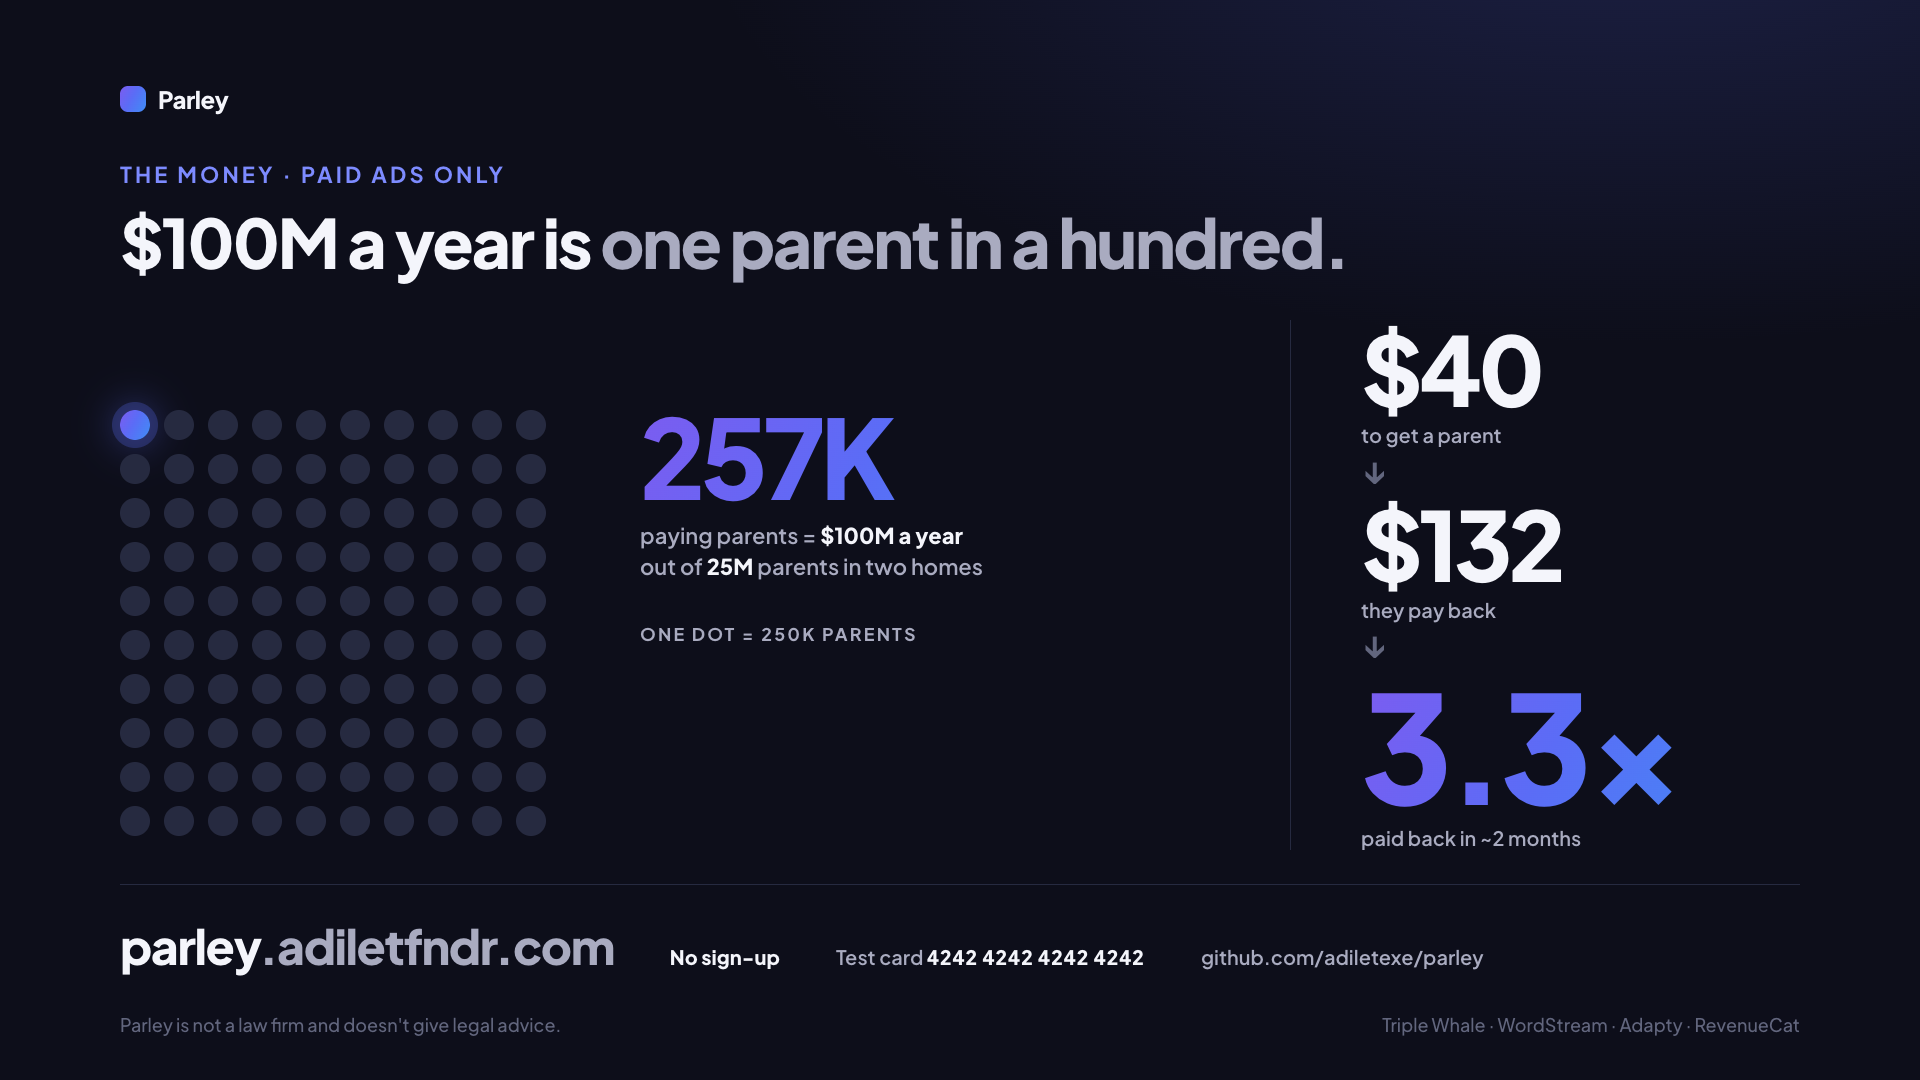 Parley
THE MONEY · PAID ADS ONLY
$100M a year is one parent in a hundred.
257K
paying parents = $100M a year
out of 25M parents in two homes
ONE DOT = 250K PARENTS
$40
to get a parent
↓
$132
they pay back
↓
3.3×
paid back in ~2 months
parley.adiletfndr.com
No sign-up
Test card 4242 4242 4242 4242
github.com/adiletexe/parley
Parley is not a law firm and doesn't give legal advice.
Triple Whale · WordStream · Adapty · RevenueCat